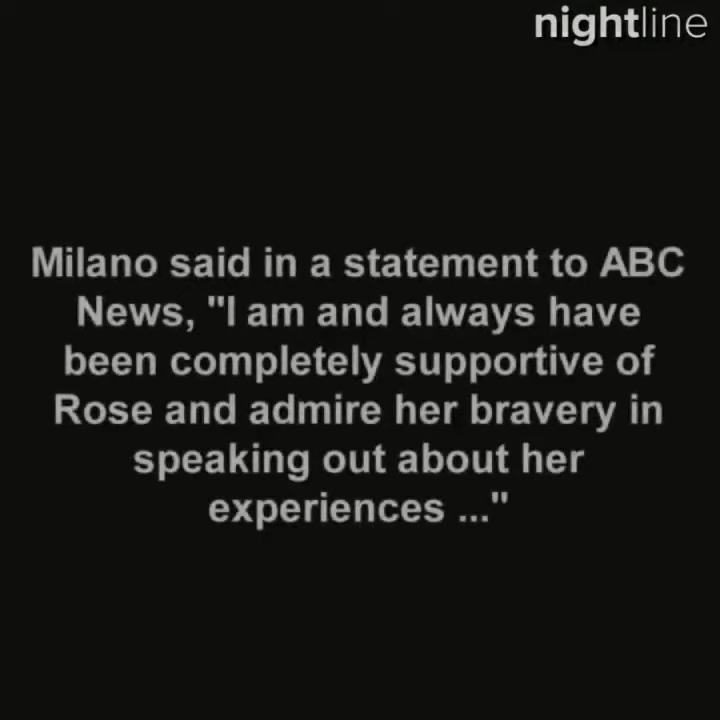 nightline
Milano said in a statement to ABC
News, "I am and always have
been completely supportive of
Rose and admire her bravery in
speaking out about her
experiences ..."